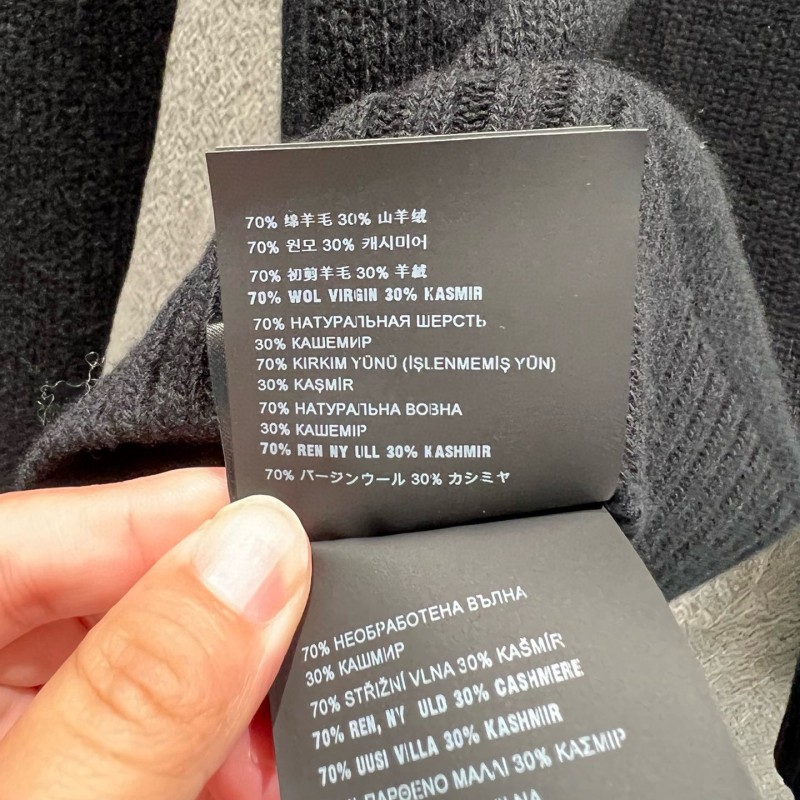 70% 绵羊毛 30% 山羊绒
70% 원모 30% 캐시미어
70% 初剪羊毛 30% 羊絨
70% WOL VIRGIN 30% KASMIR
70% НАТУРАЛЬНАЯ ШЕРСТЬ
30% КАШЕМИР
70% KIRKIM YÜNÜ (İŞLENMEMİŞ YÜN)
30% KAŞMİR
70% НАТУРАЛЬНА ВОВНА
30% КАШЕМІР
70% REN NY ULL 30% KASHMIR
70% バージンウール 30% カシミヤ
70% НЕОБРАБОТЕНА ВЪЛНА
30% КАШМИР
70% STŘIŽNÍ VLNA 30% KAŠMÍR
70% REN, NY ULD 30% CASHMERE
70% UUSI VILLA 30% KASHMIR
ΠΑΡΘΕΝΟ ΜΑΛΛΙ 30% ΚΑΣΜΙΡ